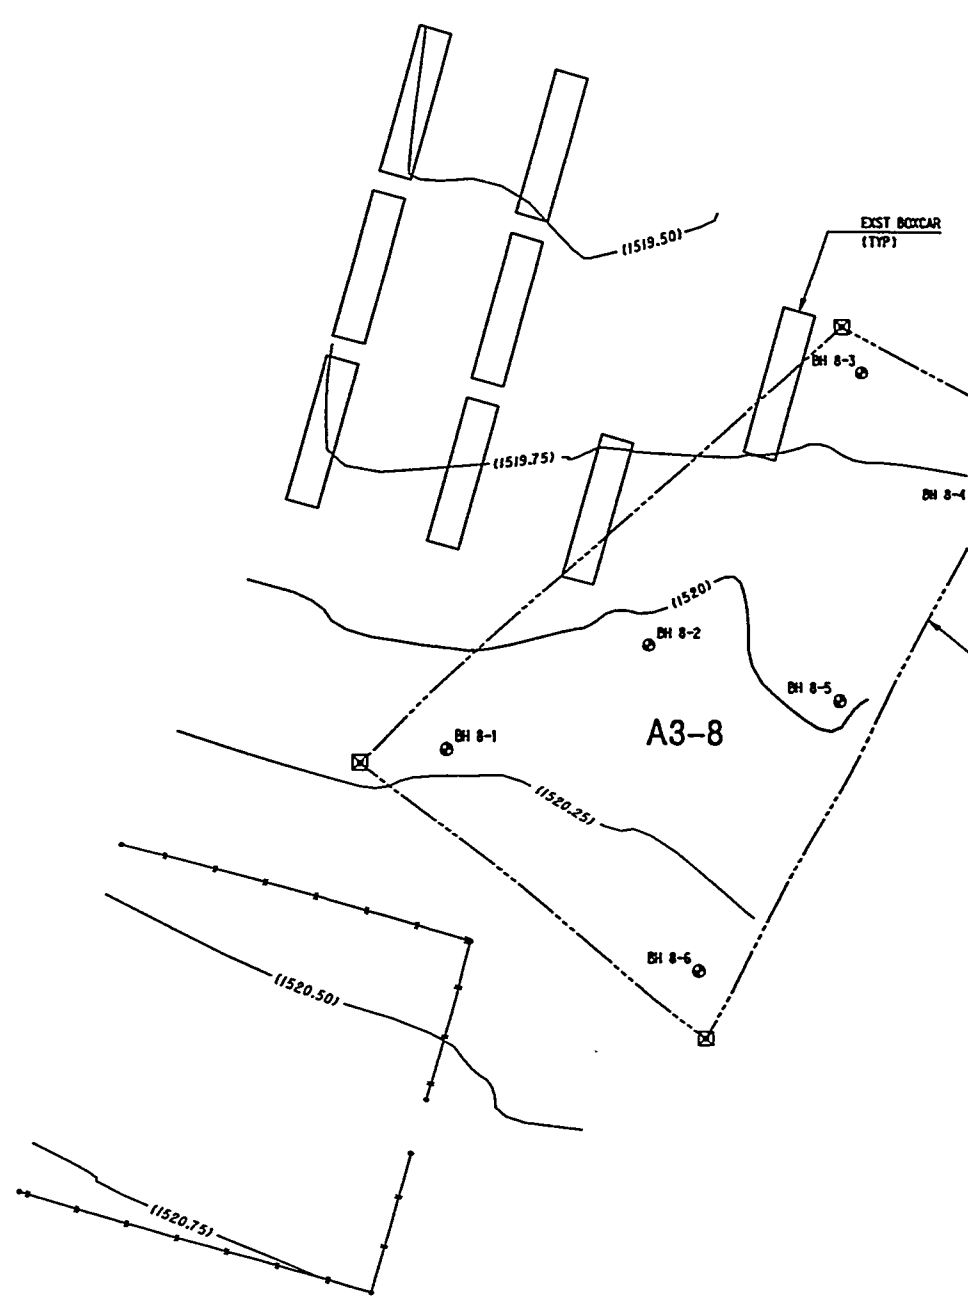 (1519.50)
EXST BOXCAR
(TYP)
BH 8-3
(1519.75)
BH 8-4
(1520)
BH 8-2
BH 8-5
A3-8
BH 8-1
(1520.25)
BH 8-6
(1520.50)
(1520.75)